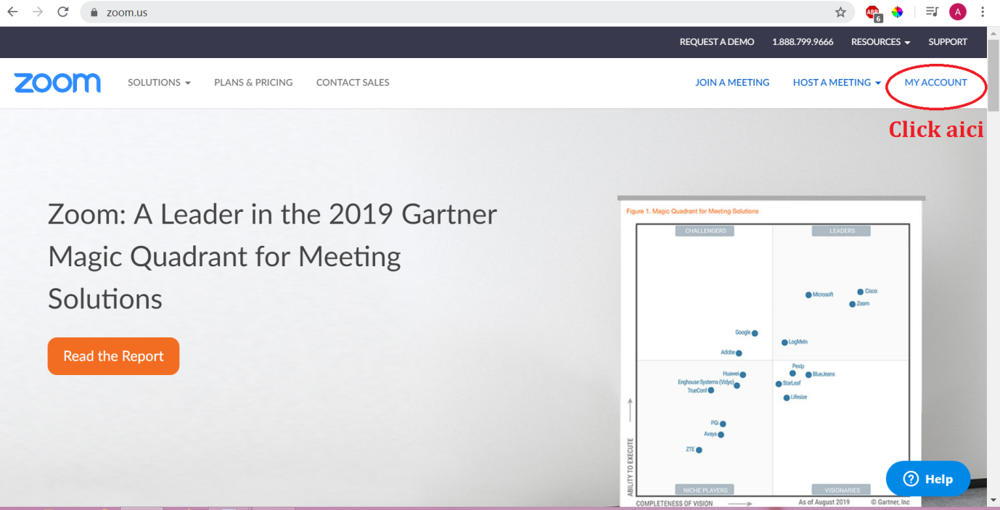 zoom.us
ABP
6
A
REQUEST A DEMO 1.888.799.9666 RESOURCES SUPPORT
zoom SOLUTIONS PLANS & PRICING CONTACT SALES JOIN A MEETING HOST A MEETING MY ACCOUNT
Click aici
Zoom: A Leader in the 2019 Gartner
Magic Quadrant for Meeting
Solutions
Read the Report
Figure 1. Magic Quadrant for Meeting Solutions
CHALLENGERS LEADERS
Microsoft Cisco
Zoom
Google
LogMeIn
Adobe
Pexip
Huawei BlueJeans
Enghouse Systems (Vidyo) StarLeaf
TrueConf
Lifesize
PGi
Avaya
ZTE
ABILITY TO EXECUTE
NICHE PLAYERS VISIONARIES
COMPLETENESS OF VISION As of August 2019 © Gartner, Inc
? Help